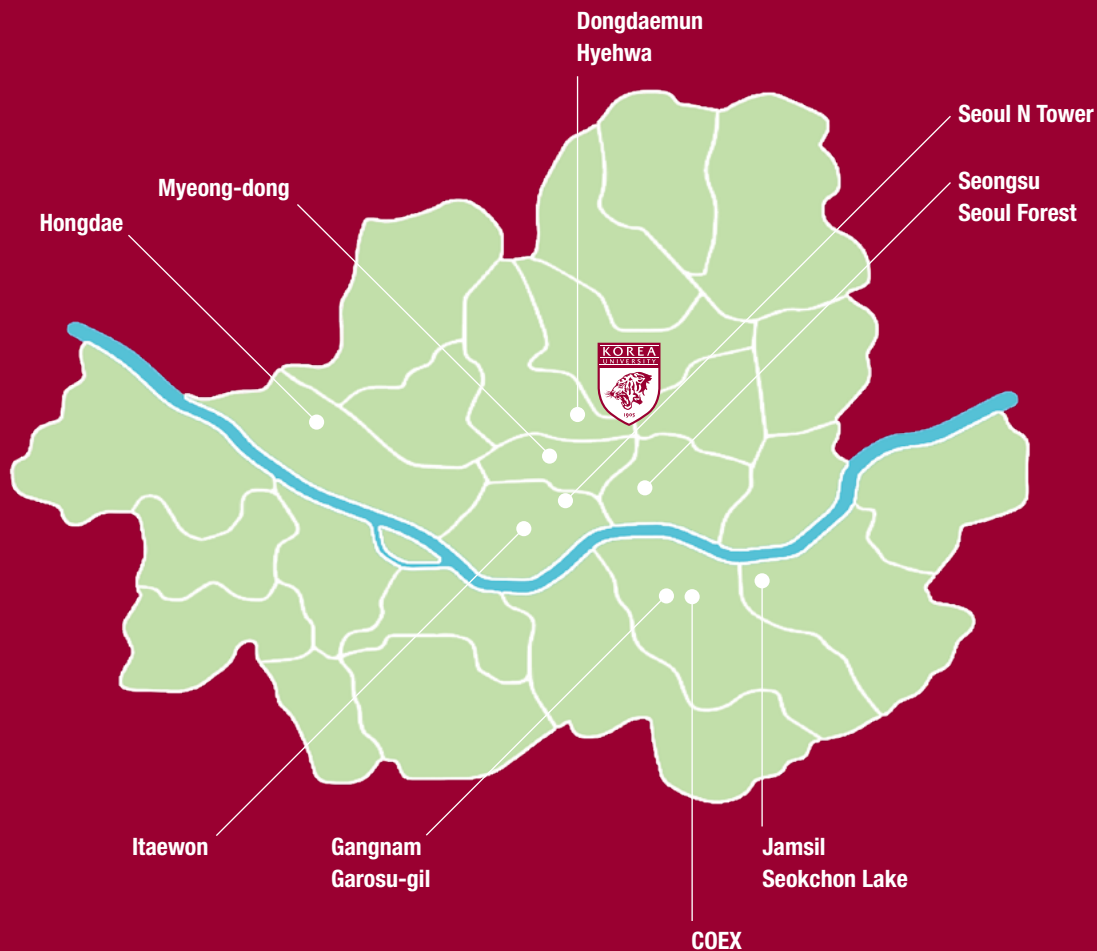 Dongdaemun
Hyehwa
Seoul N Tower
Myeong-dong
Seongsu
Seoul Forest
Hongdae
KOREA
UNIVERSITY
1905
Itaewon
Gangnam
Garosu-gil
Jamsil
Seokchon Lake
COEX